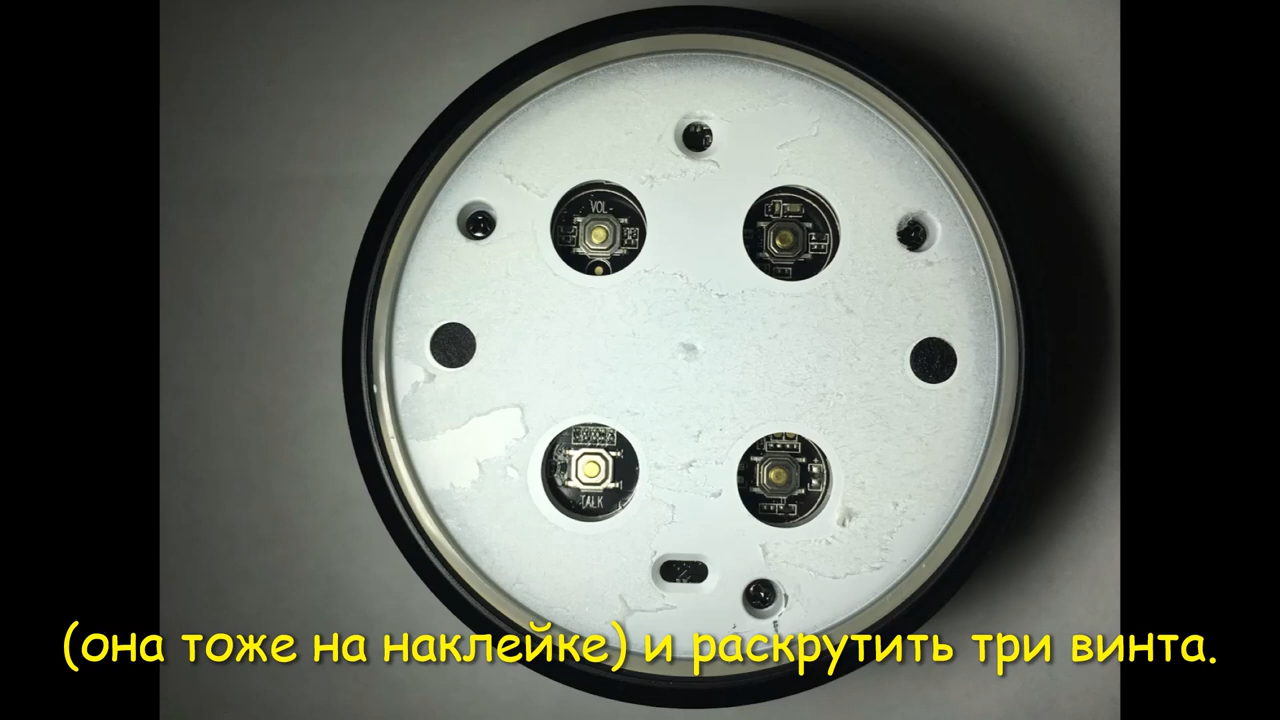 VOL-
TALK
(она тоже на наклейке) и раскрутить три винта.